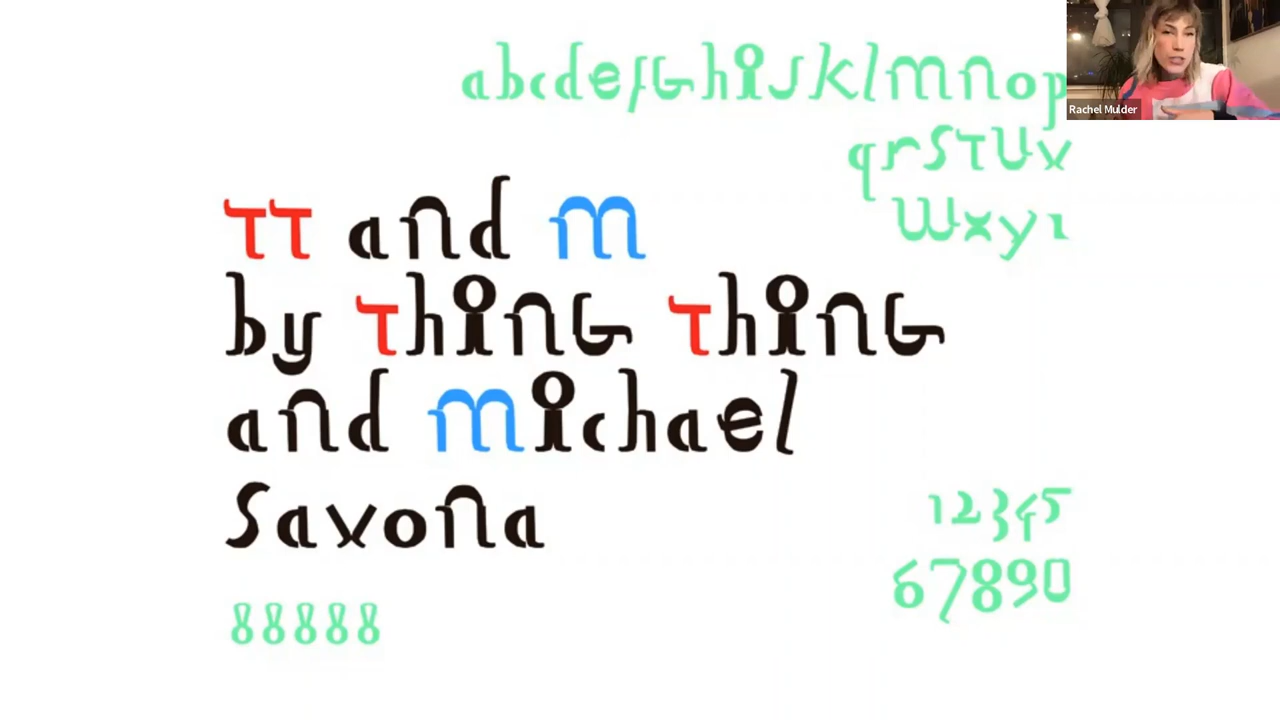 abcdefghijklmnop
qrstuv
wxyz
Rachel Mulder
TT and M
by Thing Thing
and Michael
Savona
12345
67890
88888